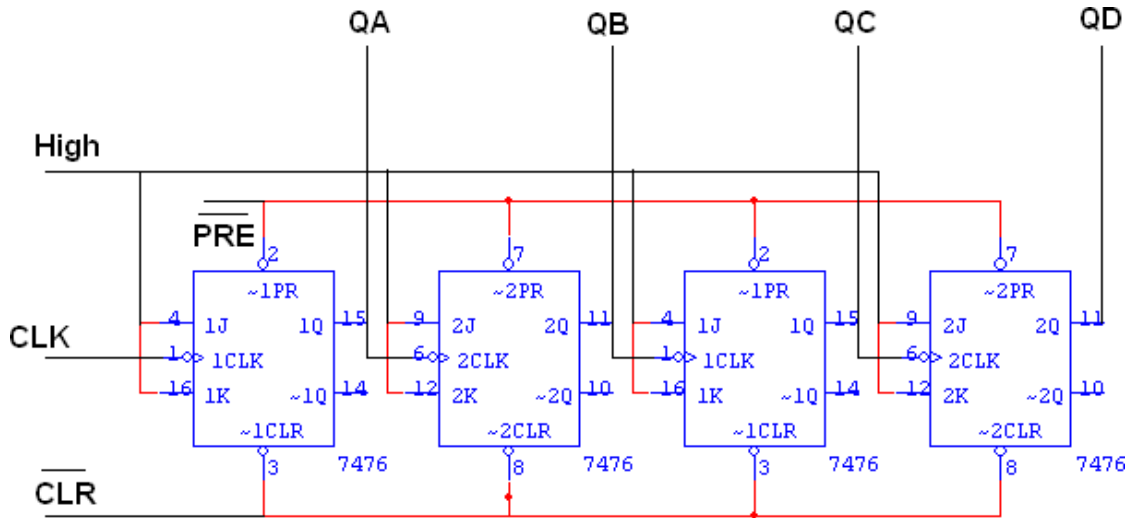 QA QB QC QD
High
PRE
2 7 2 7
~1PR ~2PR ~1PR ~2PR
4 1J 1Q 15 9 2J 2Q 11 4 1J 1Q 15 9 2J 2Q 11
CLK 1 1CLK 6 2CLK 1 1CLK 6 2CLK
16 1K ~1Q 14 12 2K ~2Q 10 16 1K ~1Q 14 12 2K ~2Q 10
~1CLR ~2CLR ~1CLR ~2CLR
3 7476 8 7476 3 7476 8 7476
CLR